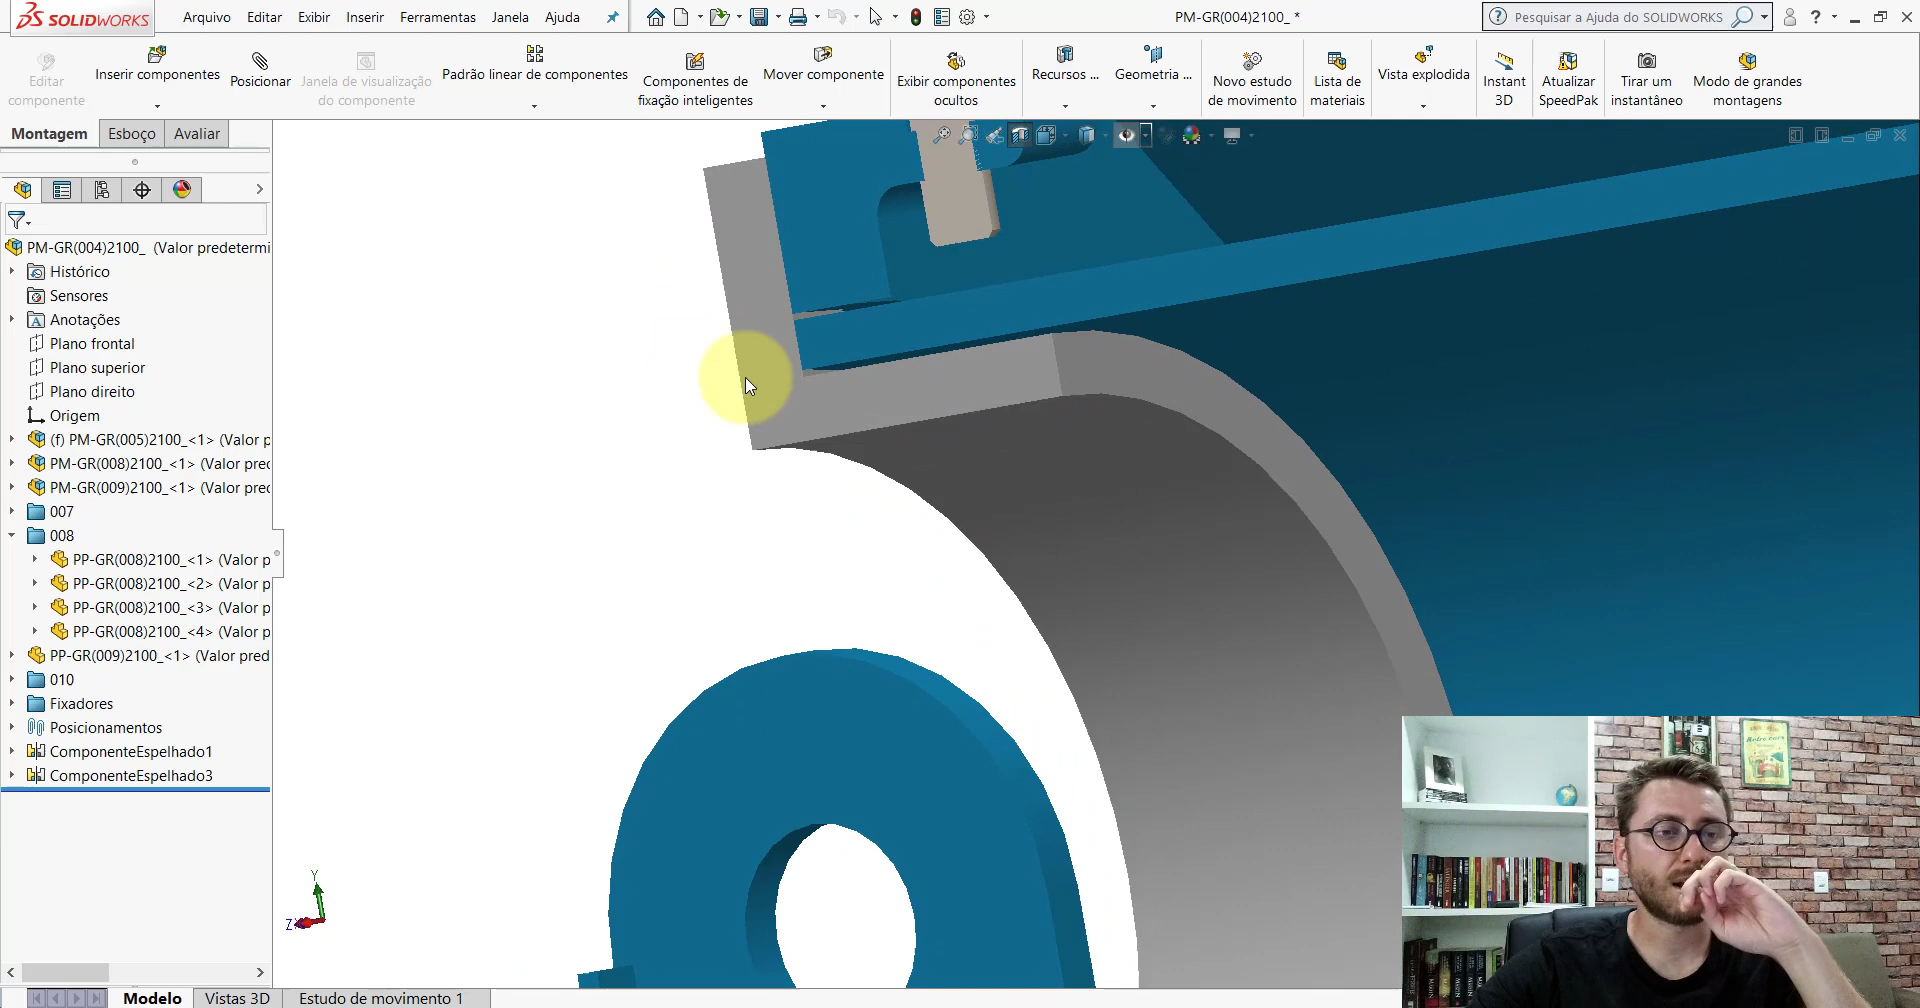 SOLIDWORKS
Arquivo
Editar
Exibir
Inserir
Ferramentas
Janela
Ajuda
PM-GR(004)2100_ *
Pesquisar a Ajuda do SOLIDWORKS
Editar
componente
Inserir componentes
Posicionar
Janela de visualização
do componente
Padrão linear de componentes
Componentes de
fixação inteligentes
Mover componente
Exibir componentes
ocultos
Recursos ...
Geometria ...
Novo estudo
de movimento
Lista de
materiais
Vista explodida
Instant
3D
Atualizar
SpeedPak
Tirar um
instantâneo
Modo de grandes
montagens
Montagem
Esboço
Avaliar
PM-GR(004)2100_ (Valor predetermi
Histórico
Sensores
Anotações
Plano frontal
Plano superior
Plano direito
Origem
(f) PM-GR(005)2100_<1> (Valor p
PM-GR(008)2100_<1> (Valor pred
PM-GR(009)2100_<1> (Valor pred
007
008
PP-GR(008)2100_<1> (Valor p
PP-GR(008)2100_<2> (Valor p
PP-GR(008)2100_<3> (Valor p
PP-GR(008)2100_<4> (Valor p
PP-GR(009)2100_<1> (Valor pred
010
Fixadores
Posicionamentos
ComponenteEspelhado1
ComponenteEspelhado3
Y
Z
Modelo
Vistas 3D
Estudo de movimento 1